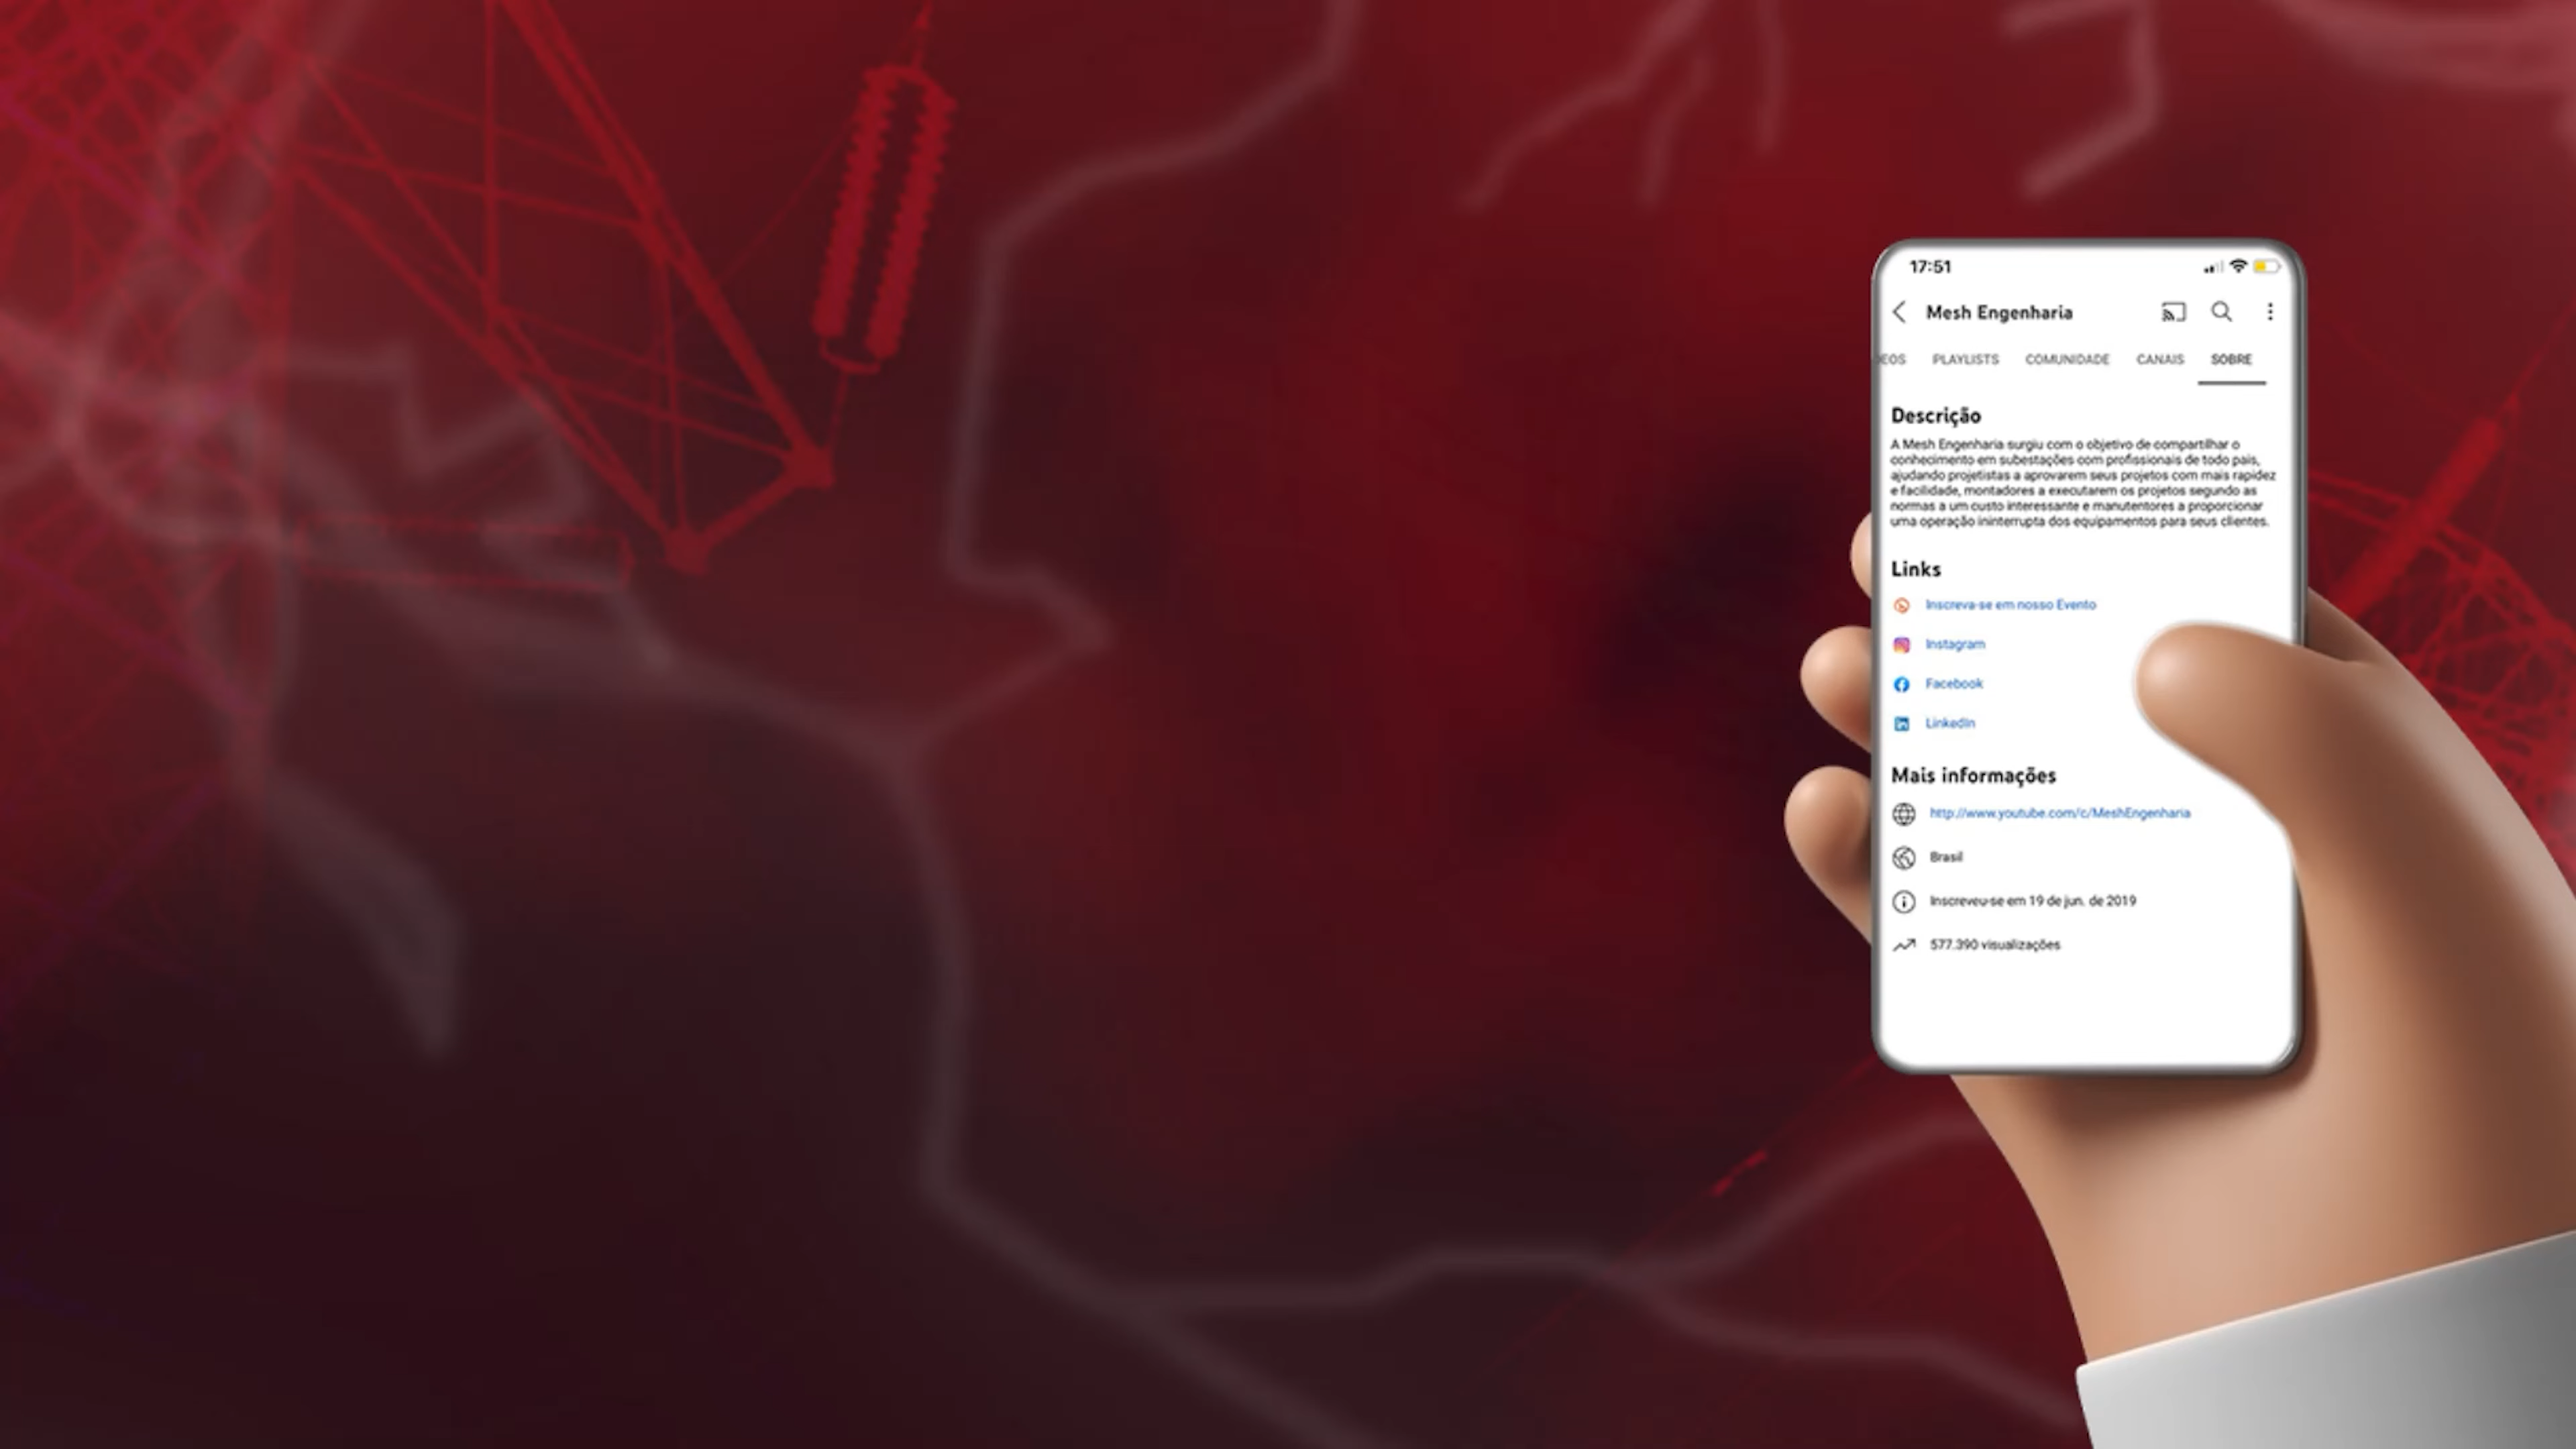 17:51
Mesh Engenharia
EOS PLAYLISTS COMUNIDADE CANAIS SOBRE
Descrição
A Mesh Engenharia surgiu com o objetivo de compartilhar o
conhecimento em subestações com profissionais de todo país,
ajudando projetistas a aprovarem seus projetos com mais rapidez
e facilidade, montadores a executarem os projetos segundo as
normas a um custo interessante e manutentores a proporcionar
uma operação ininterrupta dos equipamentos para seus clientes.
Links
Inscreva-se em nosso Evento
Instagram
Facebook
LinkedIn
Mais informações
http://www.youtube.com/c/MeshEngenharia
Brasil
Inscreveu-se em 19 de jun. de 2019
577.390 visualizações